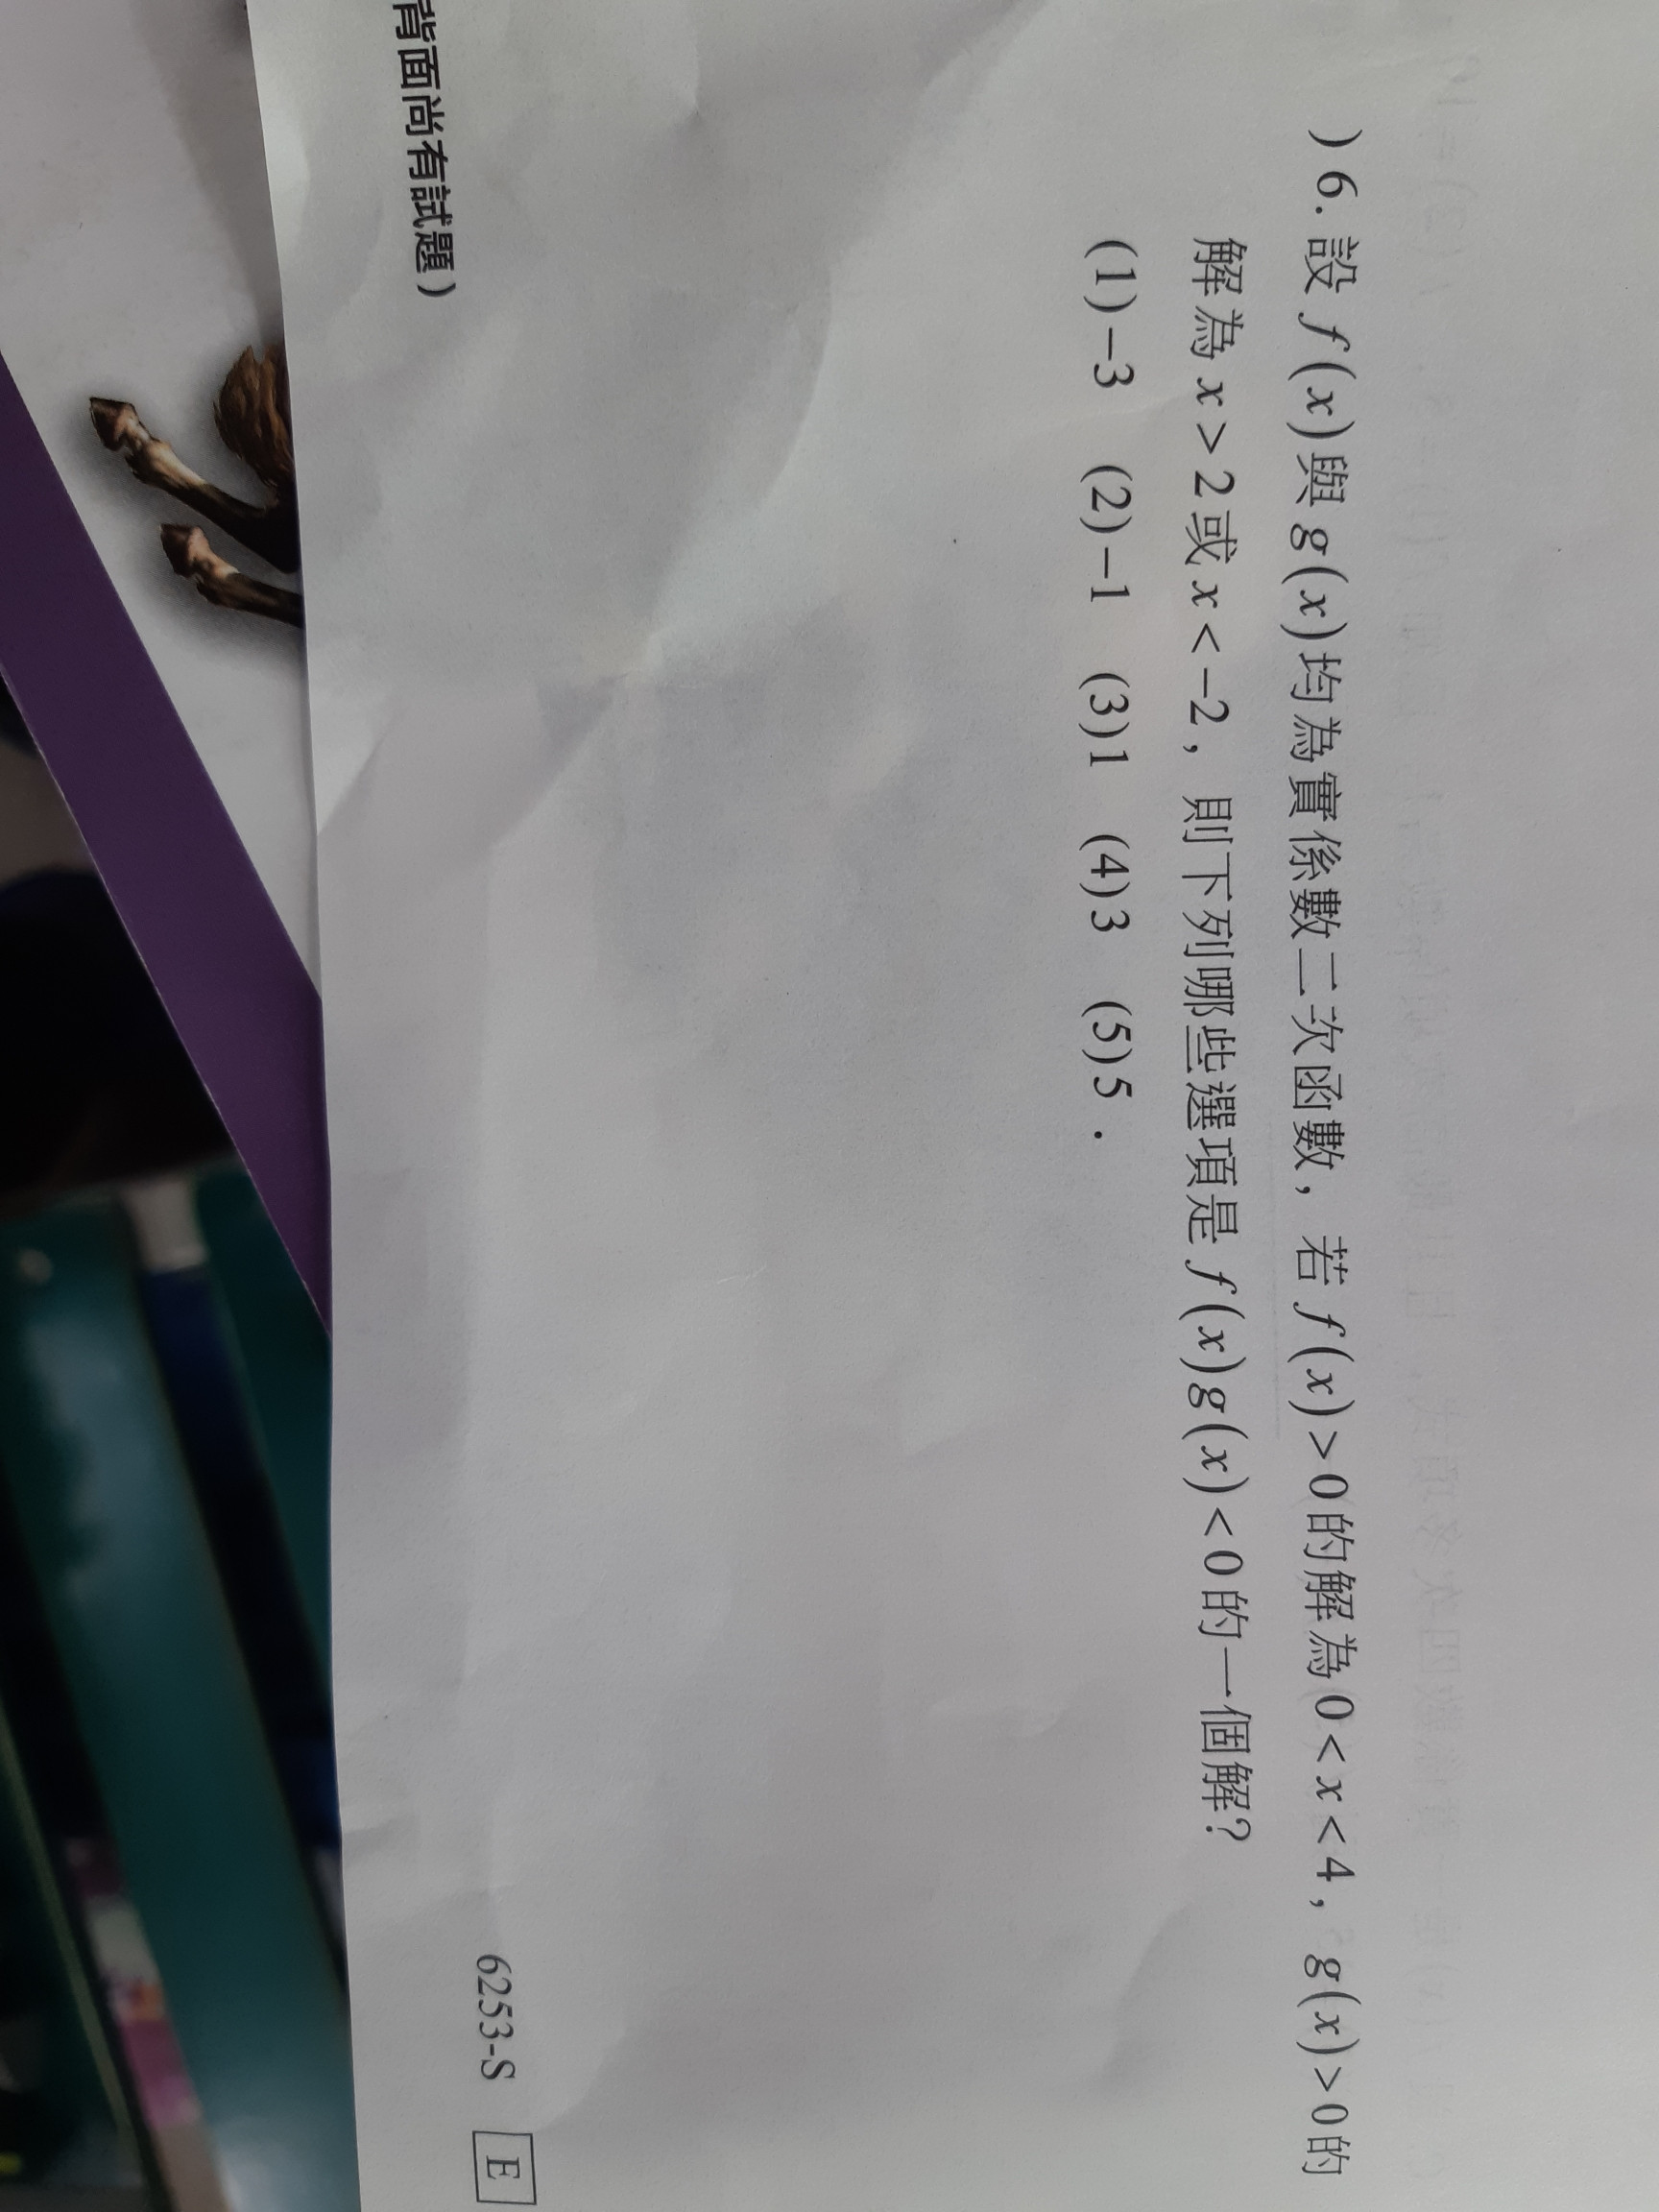 ) 6. 設 f(x)與 g(x)均為實係數二次函數，若 f(x)>0的解為0<x<4，g(x)>0的
解為 x>2或 x<−2，則下列哪些選項是 f(x)g(x)<0的一個解?
(1)−3 (2)−1 (3)1 (4)3 (5)5．
背面尚有試題)
6253-S E